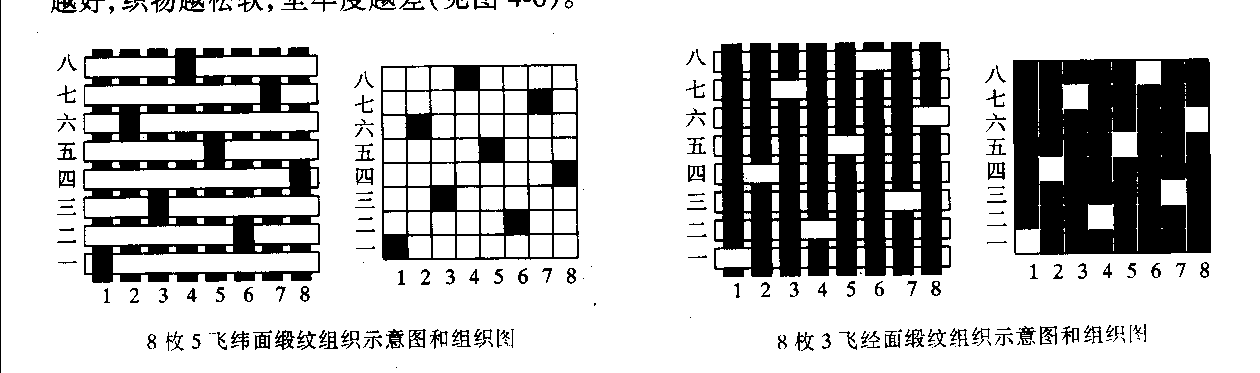 越好,织物越松软,坚牢度越差(见图 4-6)。
八
七
六
五
四
三
二
一
1 2 3 4 5 6 7 8
八
七
六
五
四
三
二
一
1 2 3 4 5 6 7 8
8 枚 5 飞纬面缎纹组织示意图和组织图
八
七
六
五
四
三
二
一
1 2 3 4 5 6 7 8
八
七
六
五
四
三
二
一
1 2 3 4 5 6 7 8
8 枚 3 飞经面缎纹组织示意图和组织图